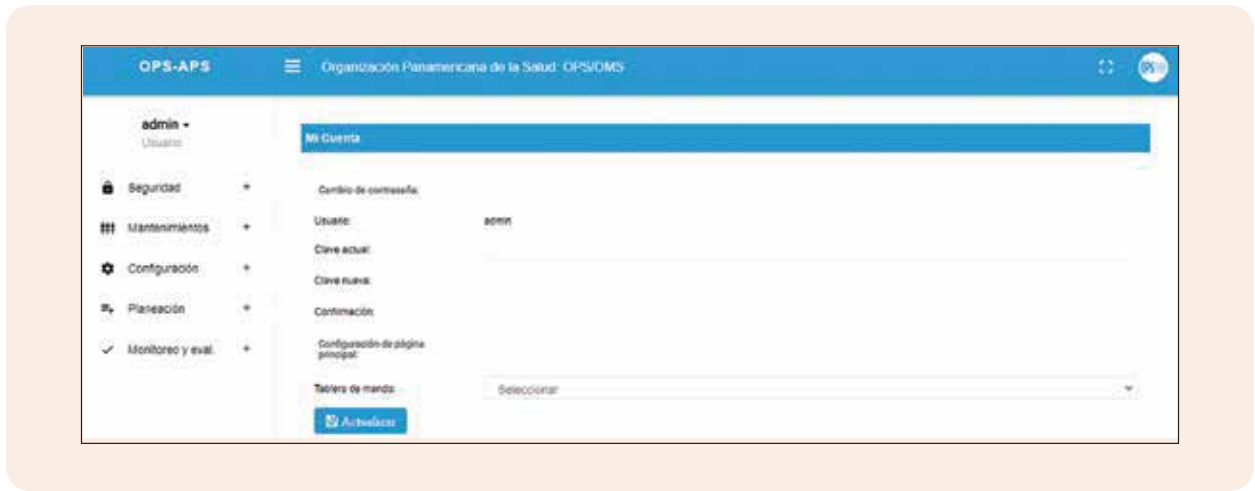 OPS-APS
Organización Panamericana de la Salud: OPS/OMS
admin
Usuario
Seguridad +
Mantenimientos +
Configuración +
Planeación +
Monitoreo y eval. +
Mi Cuenta
Cambio de contraseña:
Usuario: admin
Clave actual:
Clave nueva:
Confirmación:
Configuración de página
principal:
Tablero de mando: Seleccionar
Actualizar